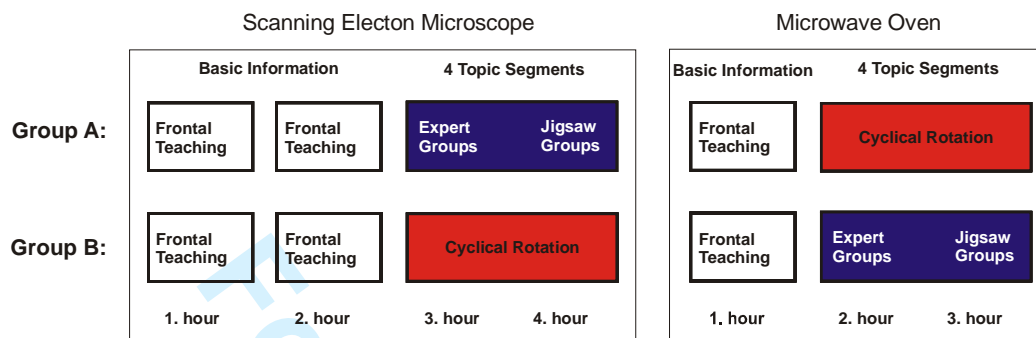 Scanning Electon Microscope
Microwave Oven
Basic Information
4 Topic Segments
Basic Information
4 Topic Segments
Group A:
Frontal
Teaching
Frontal
Teaching
Expert
Groups
Jigsaw
Groups
Frontal
Teaching
Cyclical Rotation
Group B:
Frontal
Teaching
Frontal
Teaching
Cyclical Rotation
Frontal
Teaching
Expert
Groups
Jigsaw
Groups
1. hour
2. hour
3. hour
4. hour
1. hour
2. hour
3. hour